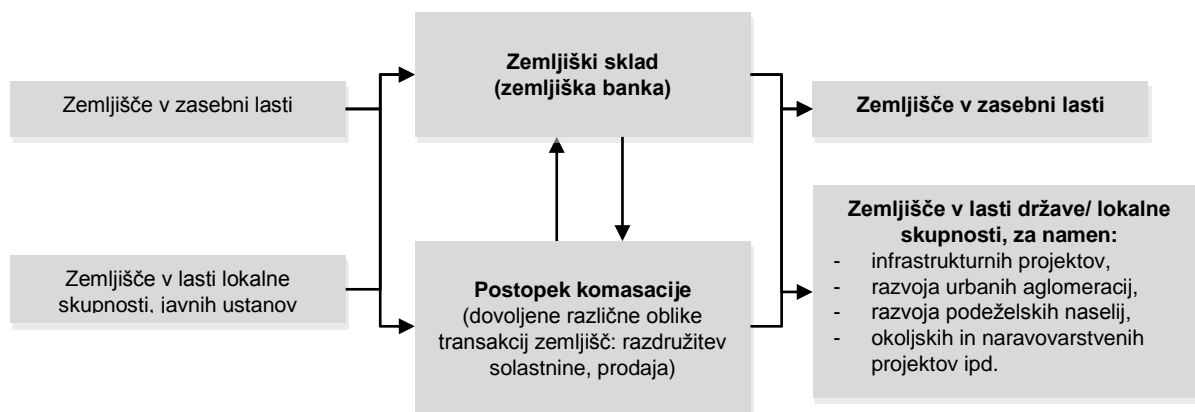 Zemljišče v zasebni lasti
Zemljišče v lasti lokalne
skupnosti, javnih ustanov
Zemljiški sklad
(zemljiška banka)
Postopek komasacije
(dovoljene različne oblike
transakcij zemljišč: razdružitev
solastnine, prodaja)
Zemljišče v zasebni lasti
Zemljišče v lasti države/ lokalne
skupnosti, za namen:
- infrastrukturnih projektov,
- razvoja urbanih aglomeracij,
- razvoja podeželskih naselij,
- okoljskih in naravovarstvenih
projektov ipd.